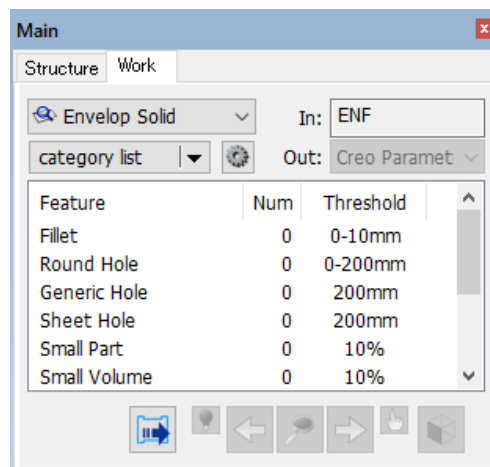 Main
Structure Work
Envelop Solid In: ENF
category list Out: Creo Paramet
Feature Num Threshold
Fillet 0 0-10mm
Round Hole 0 0-200mm
Generic Hole 0 200mm
Sheet Hole 0 200mm
Small Part 0 10%
Small Volume 0 10%